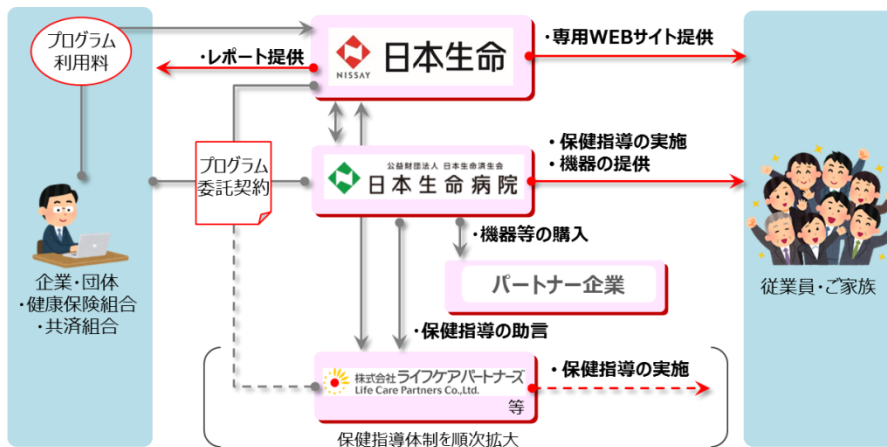 プログラム
利用料
・レポート提供
NISSAY
日本生命
・専用WEBサイト提供
プログラム
委託契約
公益財団法人 日本生命済生会
日本生命病院
・保健指導の実施
・機器の提供
・機器等の購入
パートナー企業
企業・団体
・健康保険組合
・共済組合
従業員・ご家族
・保健指導の助言
株式会社ライフケアパートナーズ
Life Care Partners Co.,Ltd.
等
・保健指導の実施
保健指導体制を順次拡大